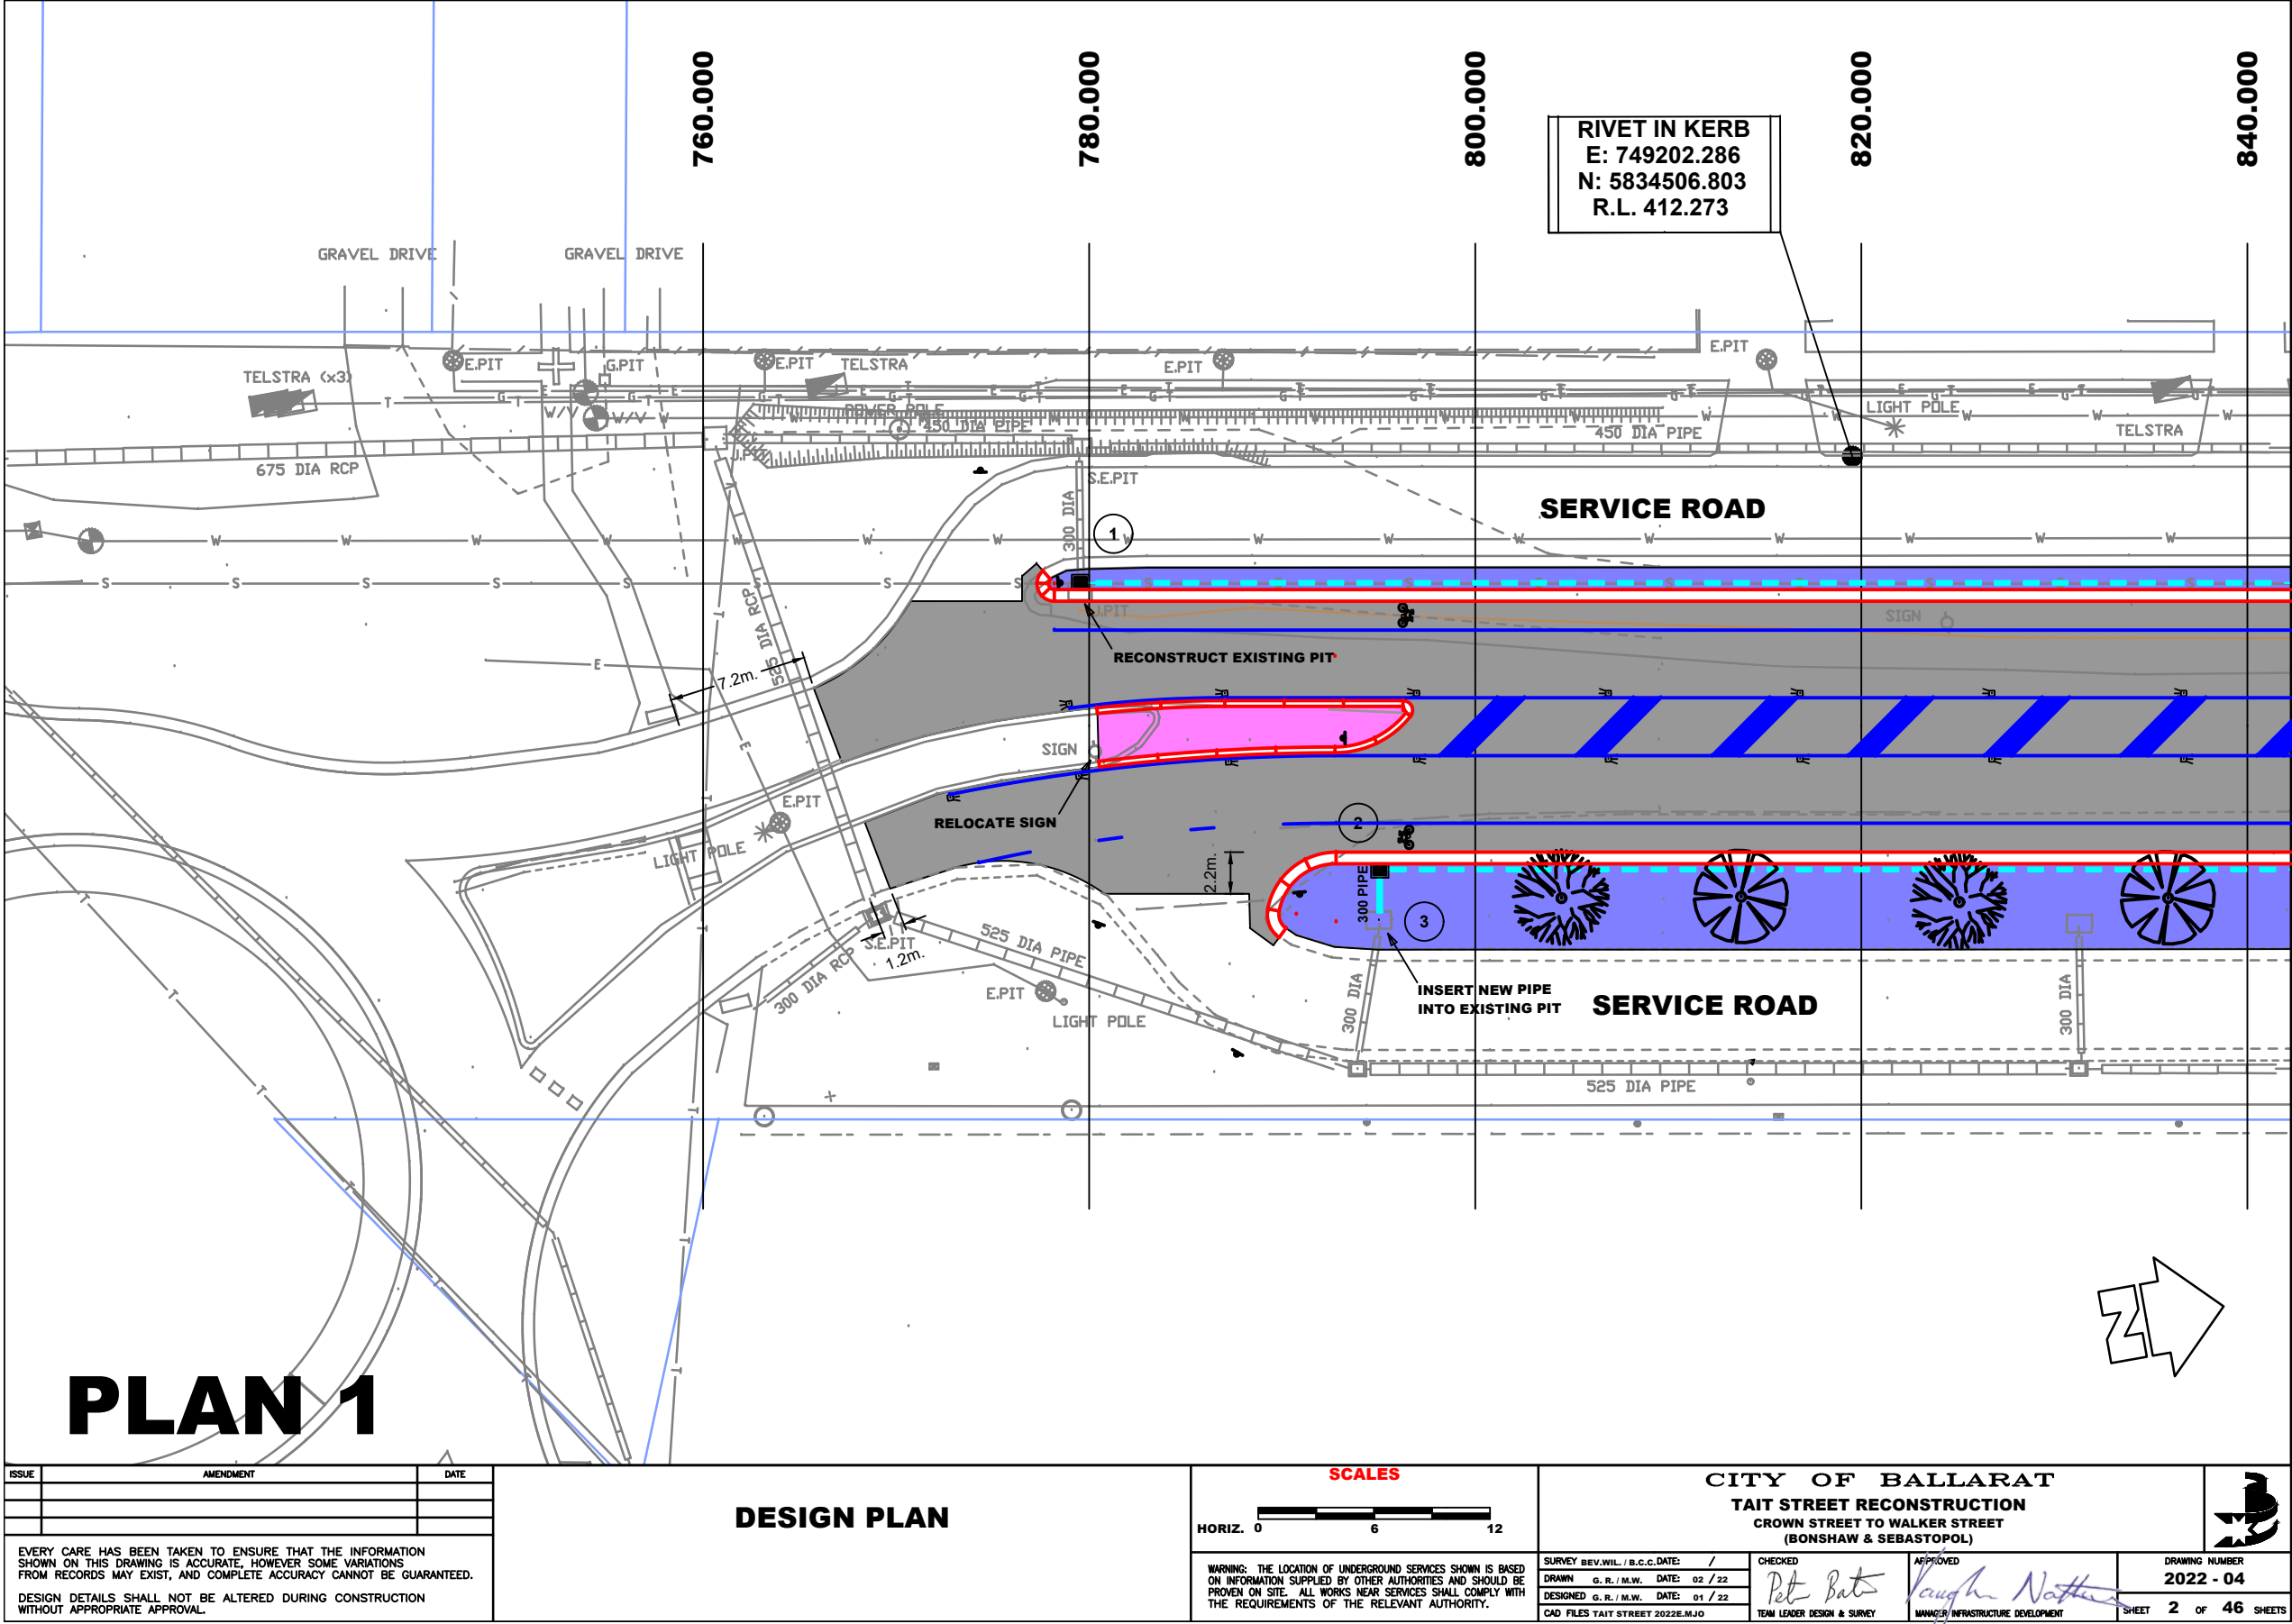 760.000
780.000
800.000
820.000
840.000
RIVET IN KERB
E: 749202.286
N: 5834506.803
R.L. 412.273
GRAVEL DRIVE
GRAVEL DRIVE
E.PIT
G.PIT
E.PIT
TELSTRA
E.PIT
E.PIT
TELSTRA (x3)
W/V
W/V
POWER POLE
450 DIA PIPE
450 DIA PIPE
LIGHT POLE
TELSTRA
675 DIA RCP
J.PIT
S.E.PIT
300 DIA
1
SERVICE ROAD
525 DIA RCP
J.PIT
SIGN
RECONSTRUCT EXISTING PIT
7.2m.
SIGN
E.PIT
RELOCATE SIGN
2
LIGHT POLE
2.2m.
300 PIPE
3
S.E.PIT
1.2m.
525 DIA PIPE
300 DIA RCP
E.PIT
LIGHT POLE
300 DIA
INSERT NEW PIPE
INTO EXISTING PIT
SERVICE ROAD
300 DIA
525 DIA PIPE
N
PLAN 1
ISSUE AMENDMENT DATE
EVERY CARE HAS BEEN TAKEN TO ENSURE THAT THE INFORMATION
SHOWN ON THIS DRAWING IS ACCURATE, HOWEVER SOME VARIATIONS
FROM RECORDS MAY EXIST, AND COMPLETE ACCURACY CANNOT BE GUARANTEED.
DESIGN DETAILS SHALL NOT BE ALTERED DURING CONSTRUCTION
WITHOUT APPROPRIATE APPROVAL.
DESIGN PLAN
SCALES
HORIZ. 0 6 12
WARNING: THE LOCATION OF UNDERGROUND SERVICES SHOWN IS BASED
ON INFORMATION SUPPLIED BY OTHER AUTHORITIES AND SHOULD BE
PROVEN ON SITE. ALL WORKS NEAR SERVICES SHALL COMPLY WITH
THE REQUIREMENTS OF THE RELEVANT AUTHORITY.
CITY OF BALLARAT
TAIT STREET RECONSTRUCTION
CROWN STREET TO WALKER STREET
(BONSHAW & SEBASTOPOL)
SURVEY BEV.WIL. / B.C.C. DATE: /
DRAWN G. R. / M.W. DATE: 02 / 22
DESIGNED G. R. / M.W. DATE: 01 / 22
CAD FILES TAIT STREET 2022E.MJO
CHECKED
TEAM LEADER DESIGN & SURVEY
APPROVED
MANAGER INFRASTRUCTURE DEVELOPMENT
DRAWING NUMBER
2022 - 04
SHEET 2 OF 46 SHEETS